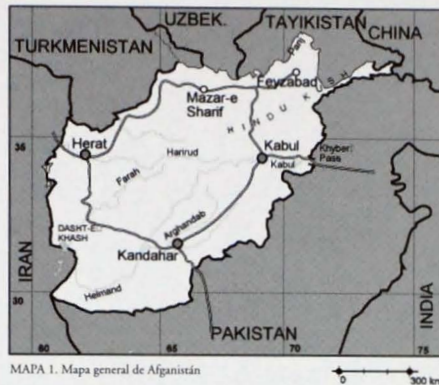 UZBEK.
TAYIKISTAN
CHINA
TURKMENISTAN
Panj
Feyzabad
Mazar-e
Sharif
HINDU KUSH
35
Herat
Harirud
Kabul
Khyber
Pass
Kabul
Farah
DASHT-E
KHASH
Arghandab
Kandahar
IRAN
INDIA
30
Helmand
PAKISTAN
60
65
70
75
MAPA 1. Mapa general de Afganistán
0
300 km